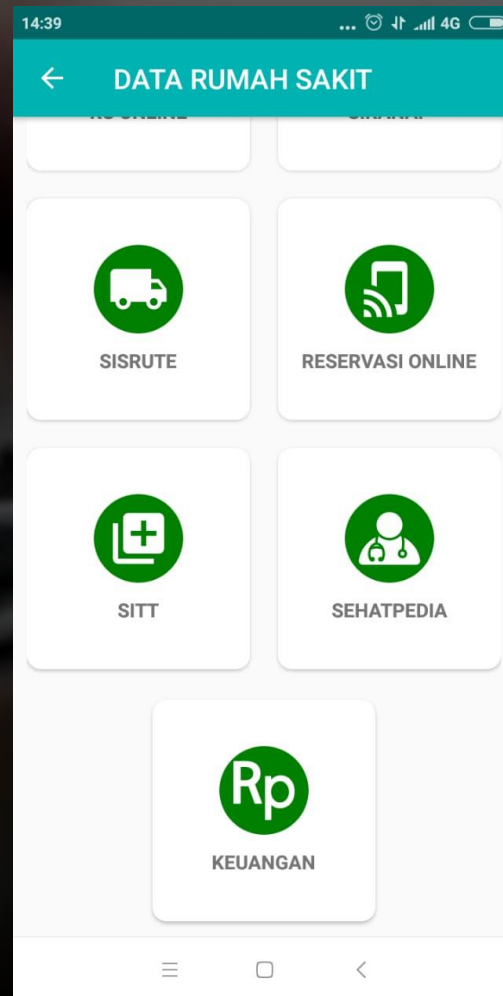 14:39
... 4G
DATA RUMAH SAKIT
SISRUTE
RESERVASI ONLINE
SITT
SEHATPEDIA
Rp
KEUANGAN